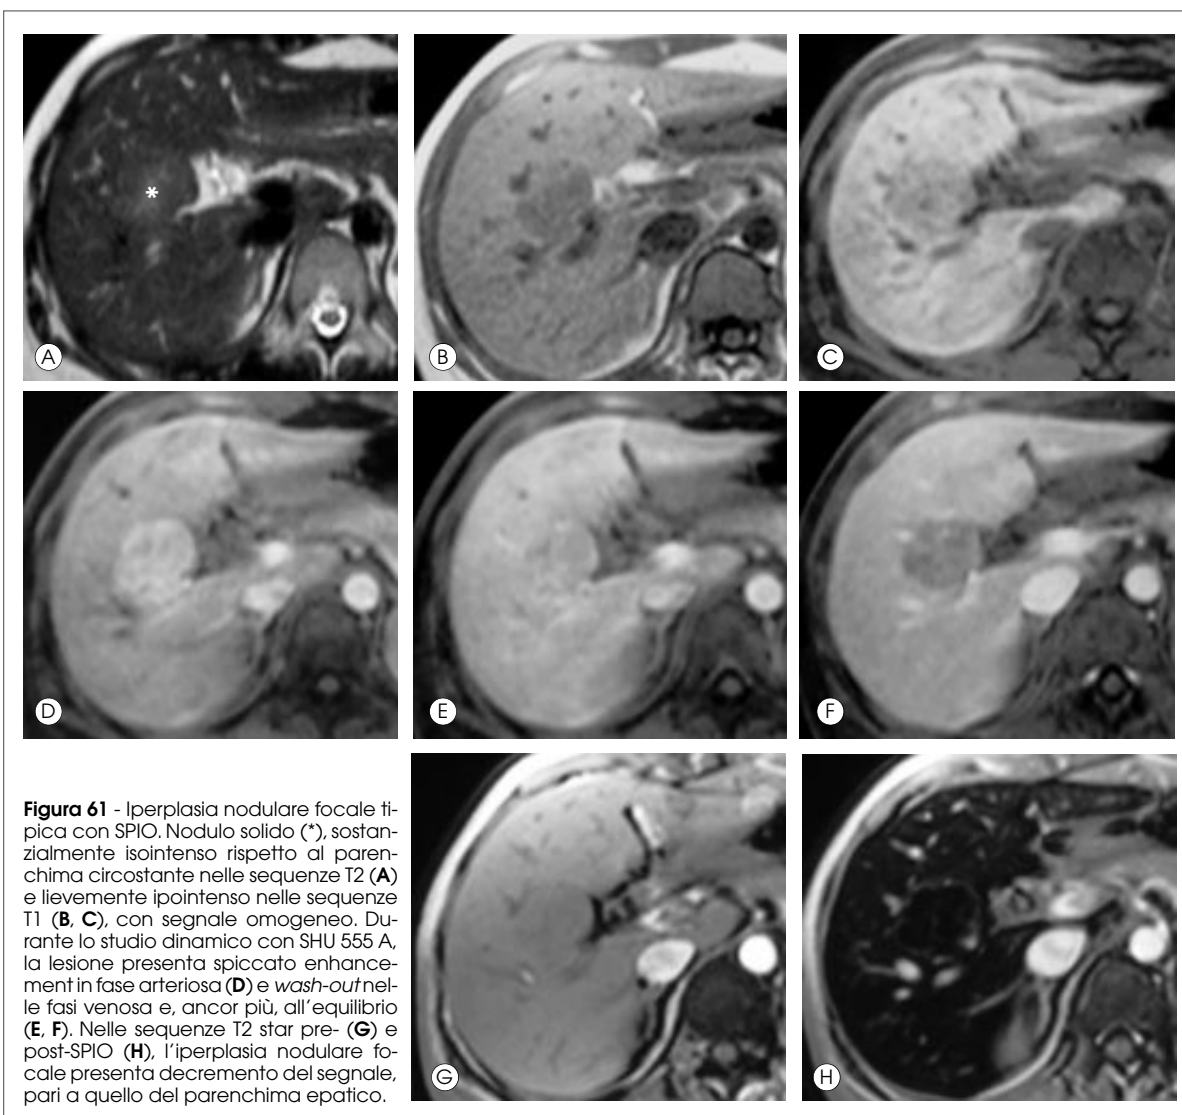 *
A
B
C
D
E
F
Figura 61 - Iperplasia nodulare focale ti-
pica con SPIO. Nodulo solido (*), sostan-
zialmente isointenso rispetto al paren-
chima circostante nelle sequenze T2 (A)
e lievemente ipointenso nelle sequenze
T1 (B, C), con segnale omogeneo. Du-
rante lo studio dinamico con SHU 555 A,
la lesione presenta spiccato enhance-
ment in fase arteriosa (D) e wash-out nel-
le fasi venosa e, ancor più, all'equilibrio
(E, F). Nelle sequenze T2 star pre- (G) e
post-SPIO (H), l'iperplasia nodulare fo-
cale presenta decremento del segnale,
pari a quello del parenchima epatico.
G
H